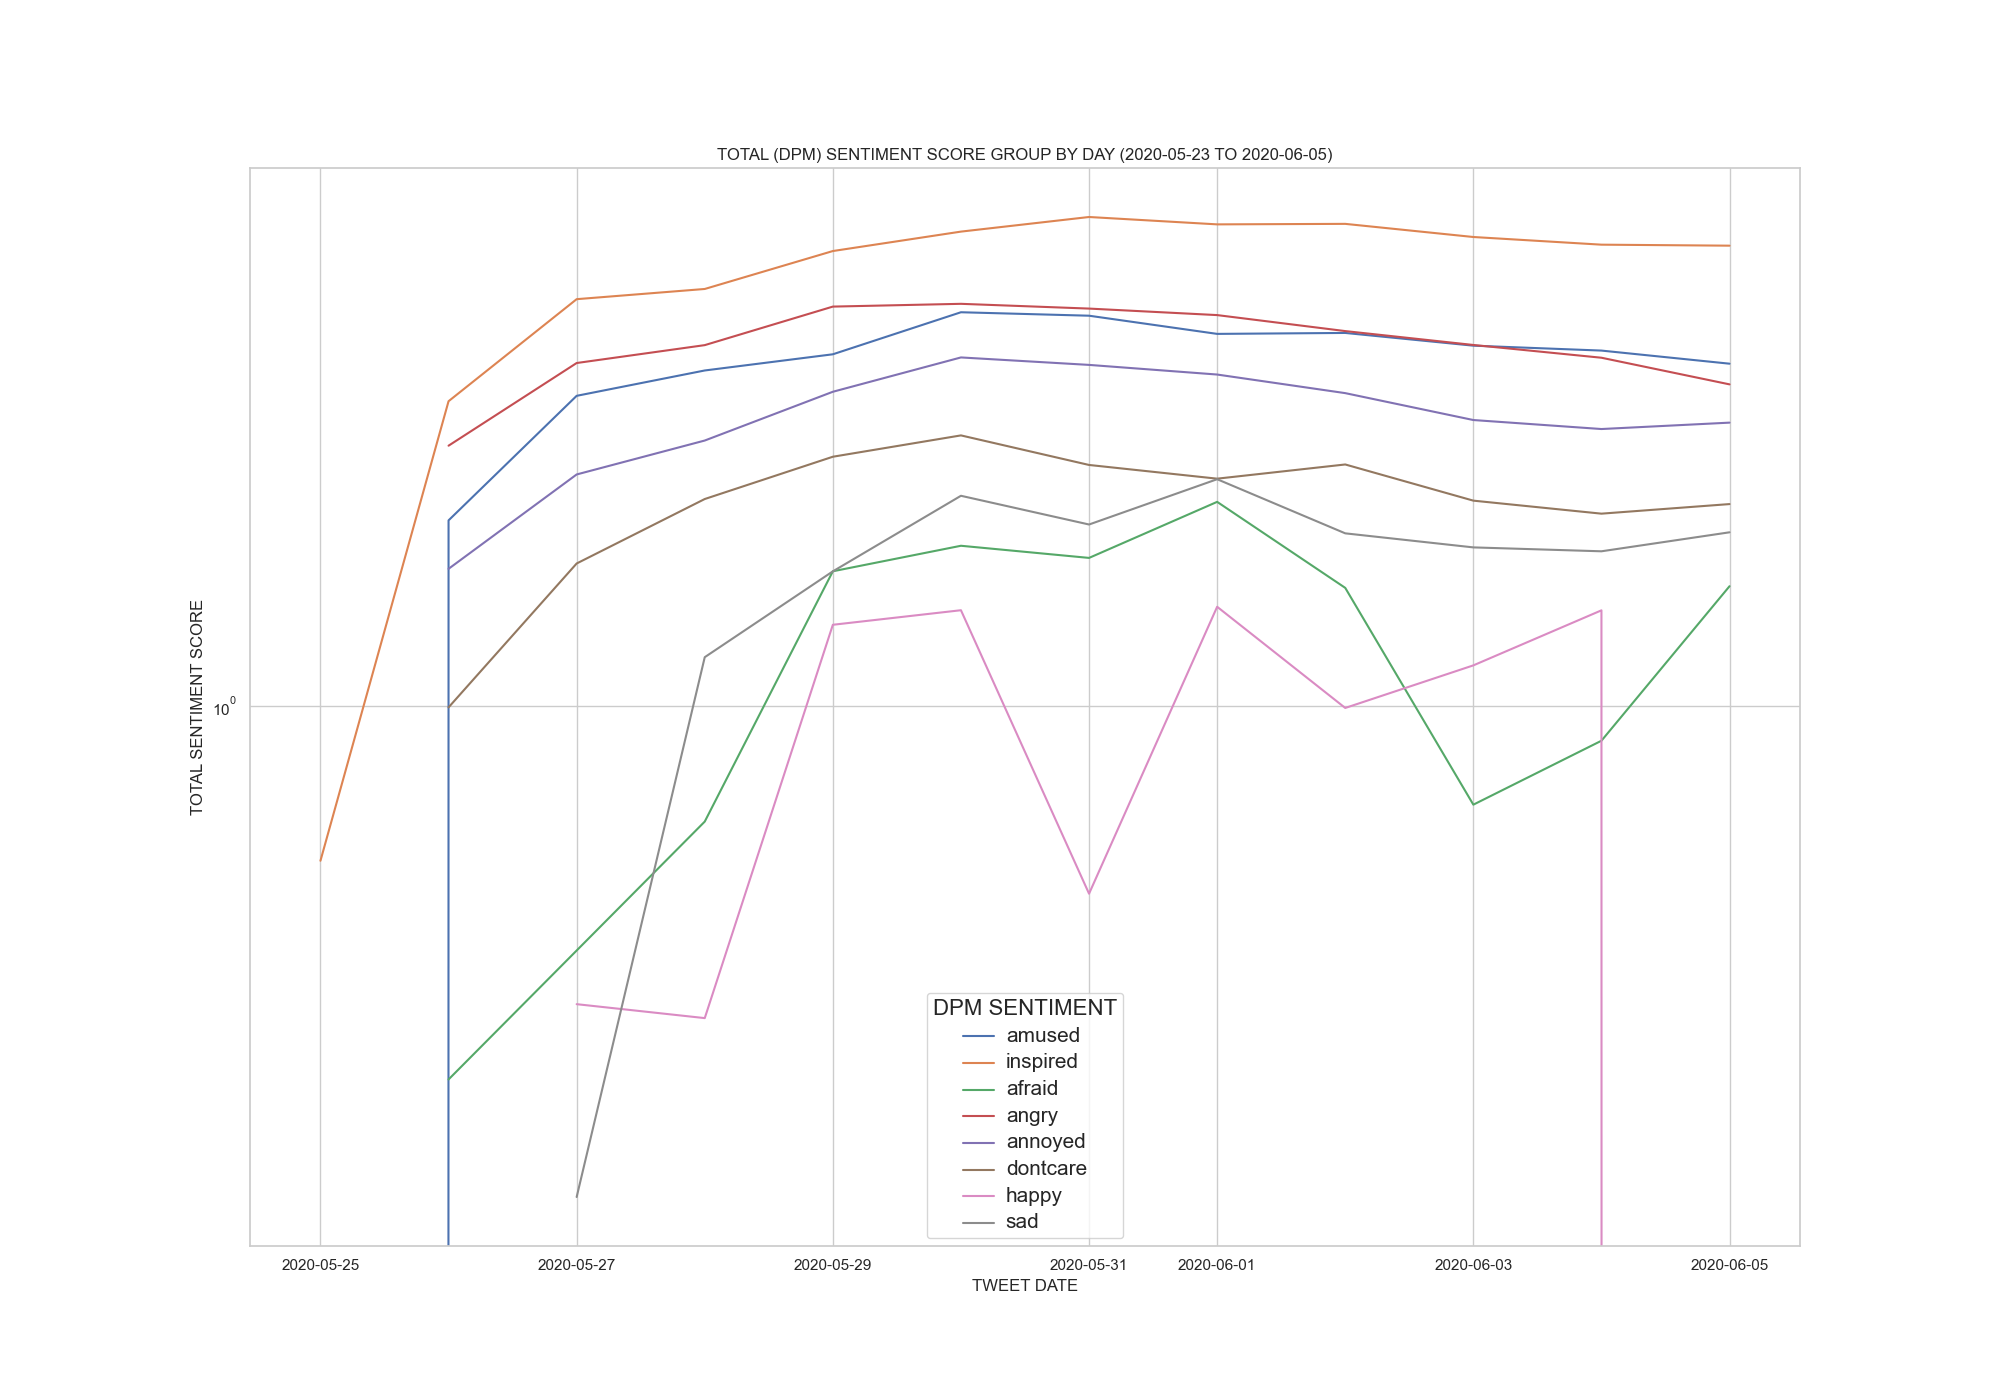 TOTAL (DPM) SENTIMENT SCORE GROUP BY DAY (2020-05-23 TO 2020-06-05)
TOTAL SENTIMENT SCORE
10^0
DPM SENTIMENT
amused
inspired
afraid
angry
annoyed
dontcare
happy
sad
2020-05-25 2020-05-27 2020-05-29 2020-05-31 2020-06-01 2020-06-03 2020-06-05
TWEET DATE